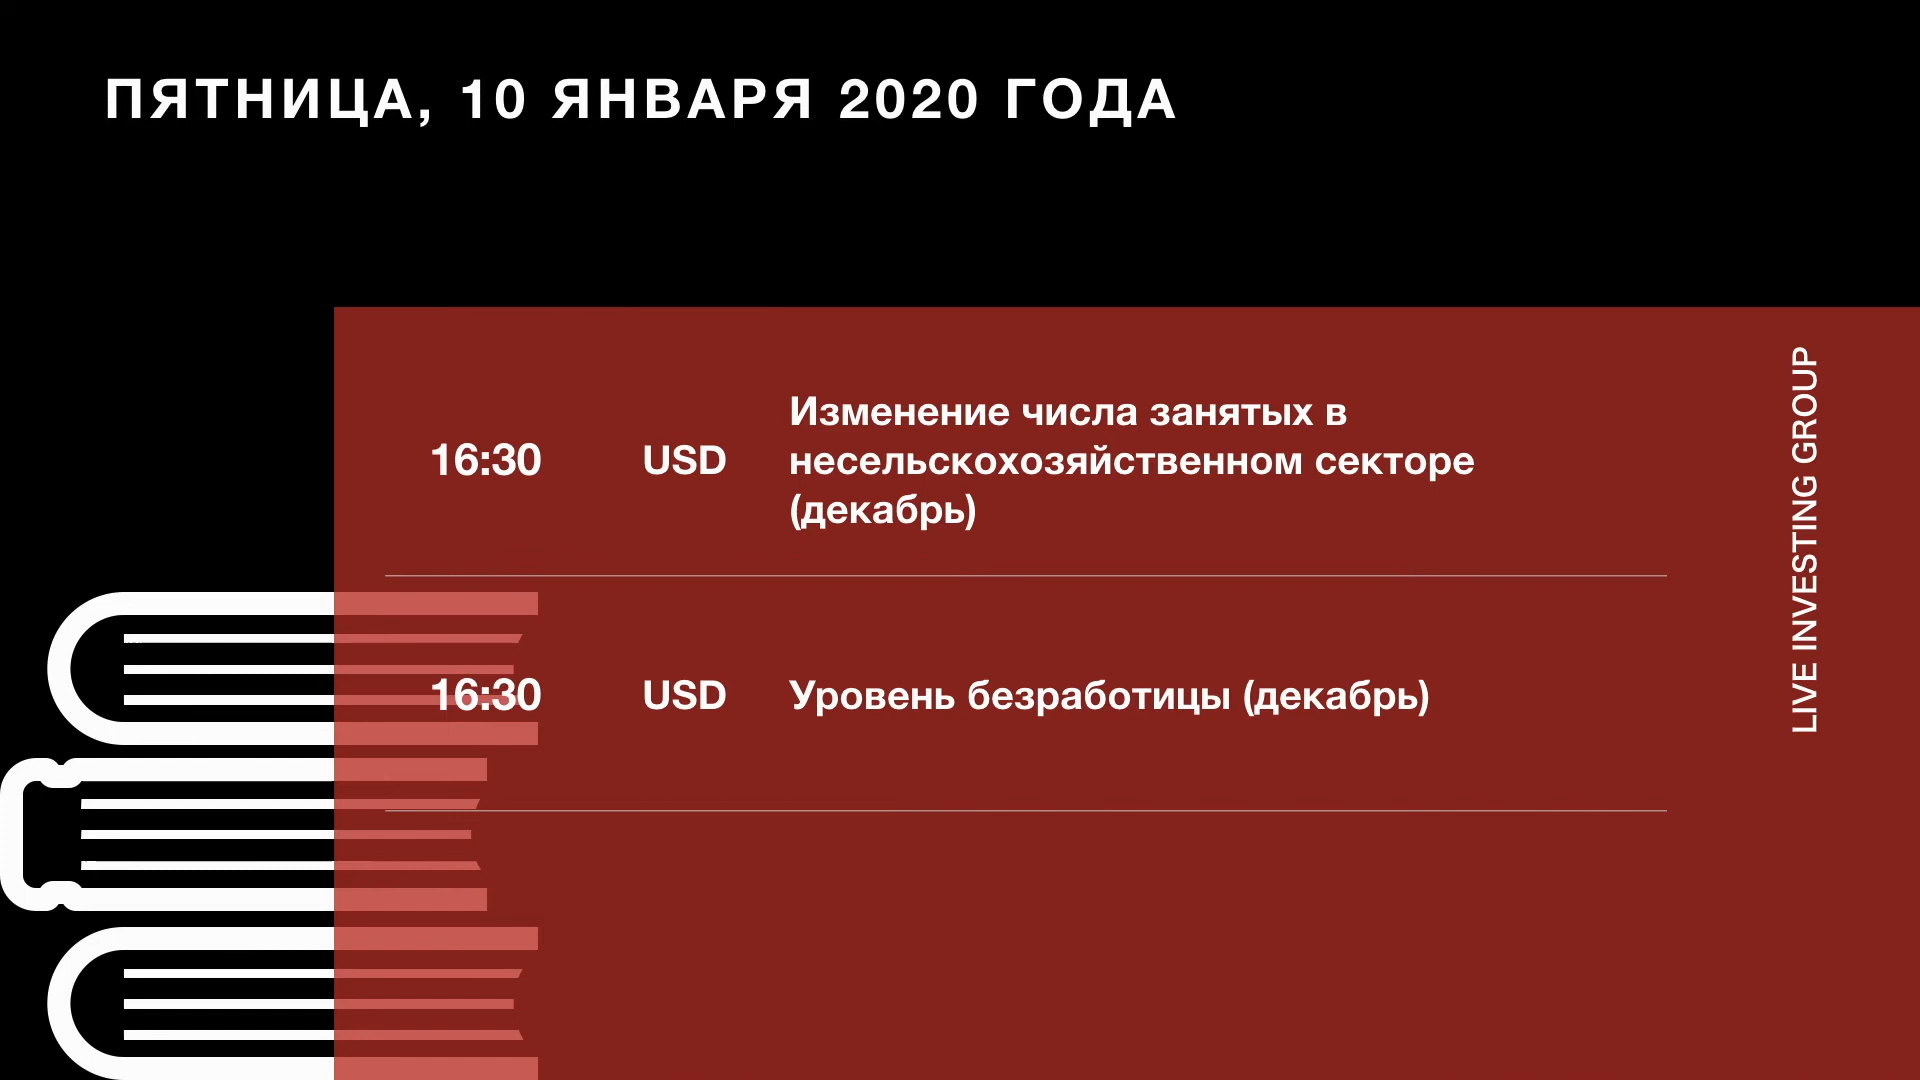 ПЯТНИЦА, 10 ЯНВАРЯ 2020 ГОДА
16:30
USD
Изменение числа занятых в
несельскохозяйственном секторе
(декабрь)
16:30
USD
Уровень безработицы (декабрь)
LIVE INVESTING GROUP